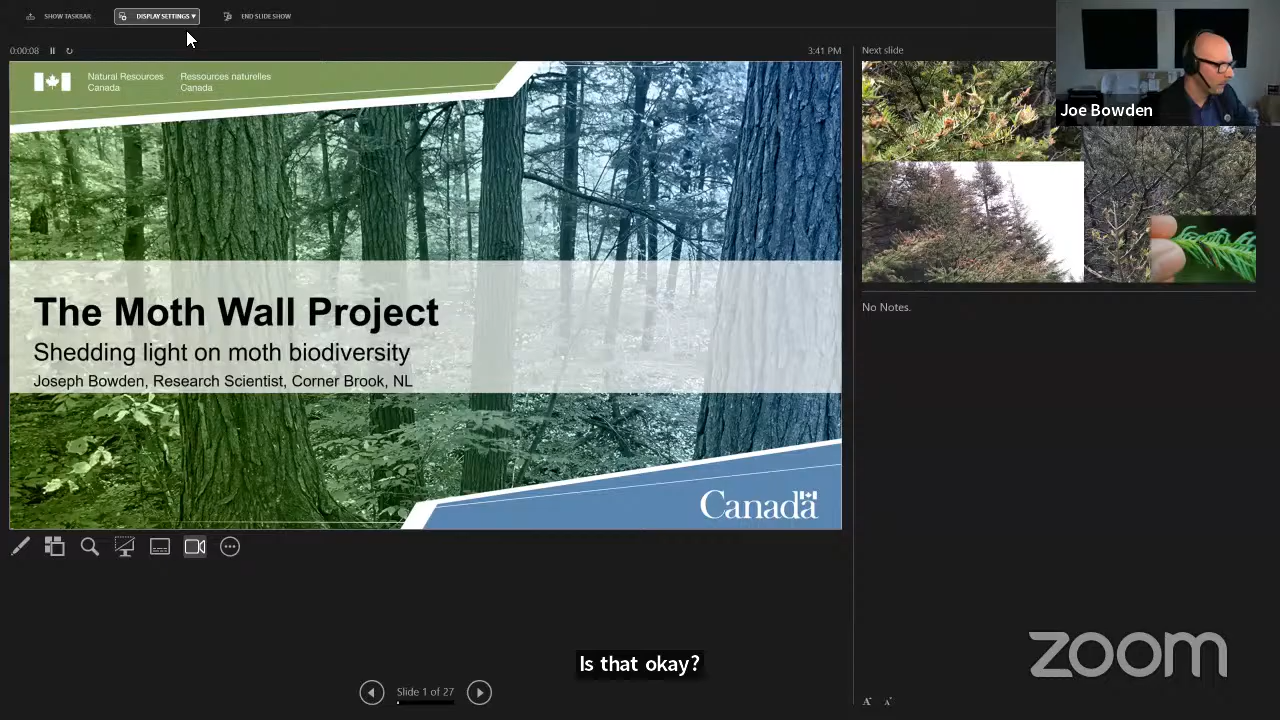 SHOW TASKBAR
DISPLAY SETTINGS ▾
END SLIDE SHOW
0:00:08
3:41 PM
Next slide
Natural Resources
Canada
Ressources naturelles
Canada
Joe Bowden
The Moth Wall Project
Shedding light on moth biodiversity
Joseph Bowden, Research Scientist, Corner Brook, NL
No Notes.
Canada
Is that okay?
zoom
Slide 1 of 27
A A